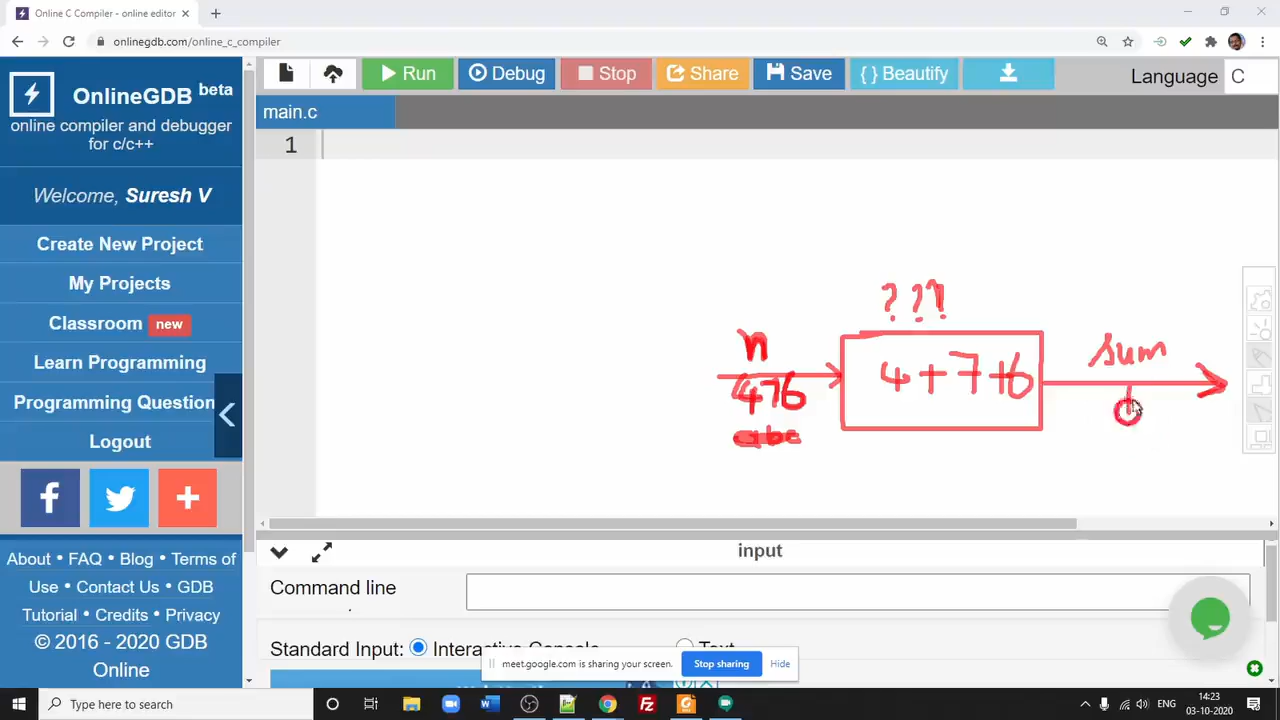 Online C Compiler - online editor
onlinegdb.com/online_c_compiler
OnlineGDB beta
online compiler and debugger
for c/c++
Welcome, Suresh V
Create New Project
My Projects
Classroom new
Learn Programming
Programming Question
Logout
About • FAQ • Blog • Terms of
Use • Contact Us • GDB
Tutorial • Credits • Privacy
© 2016 - 2020 GDB
Online
Run
Debug
Stop
Share
Save
{ } Beautify
Language C
main.c
1
? ? ?
n
476
abc
4+7+6
sum
input
Command line
Standard Input: Interactive Console Text
meet.google.com is sharing your screen. Stop sharing Hide
Type here to search
ENG
14:23
03-10-2020